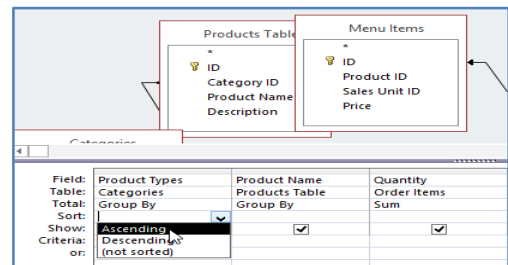 Products Table
*
ID
Category ID
Product Name
Description
Menu Items
*
ID
Product ID
Sales Unit ID
Price
Categories
Field: Product Types Product Name Quantity
Table: Categories Products Table Order Items
Total: Group By Group By Sum
Sort:
Show: Ascending
Criteria: Descending
or: (not sorted)